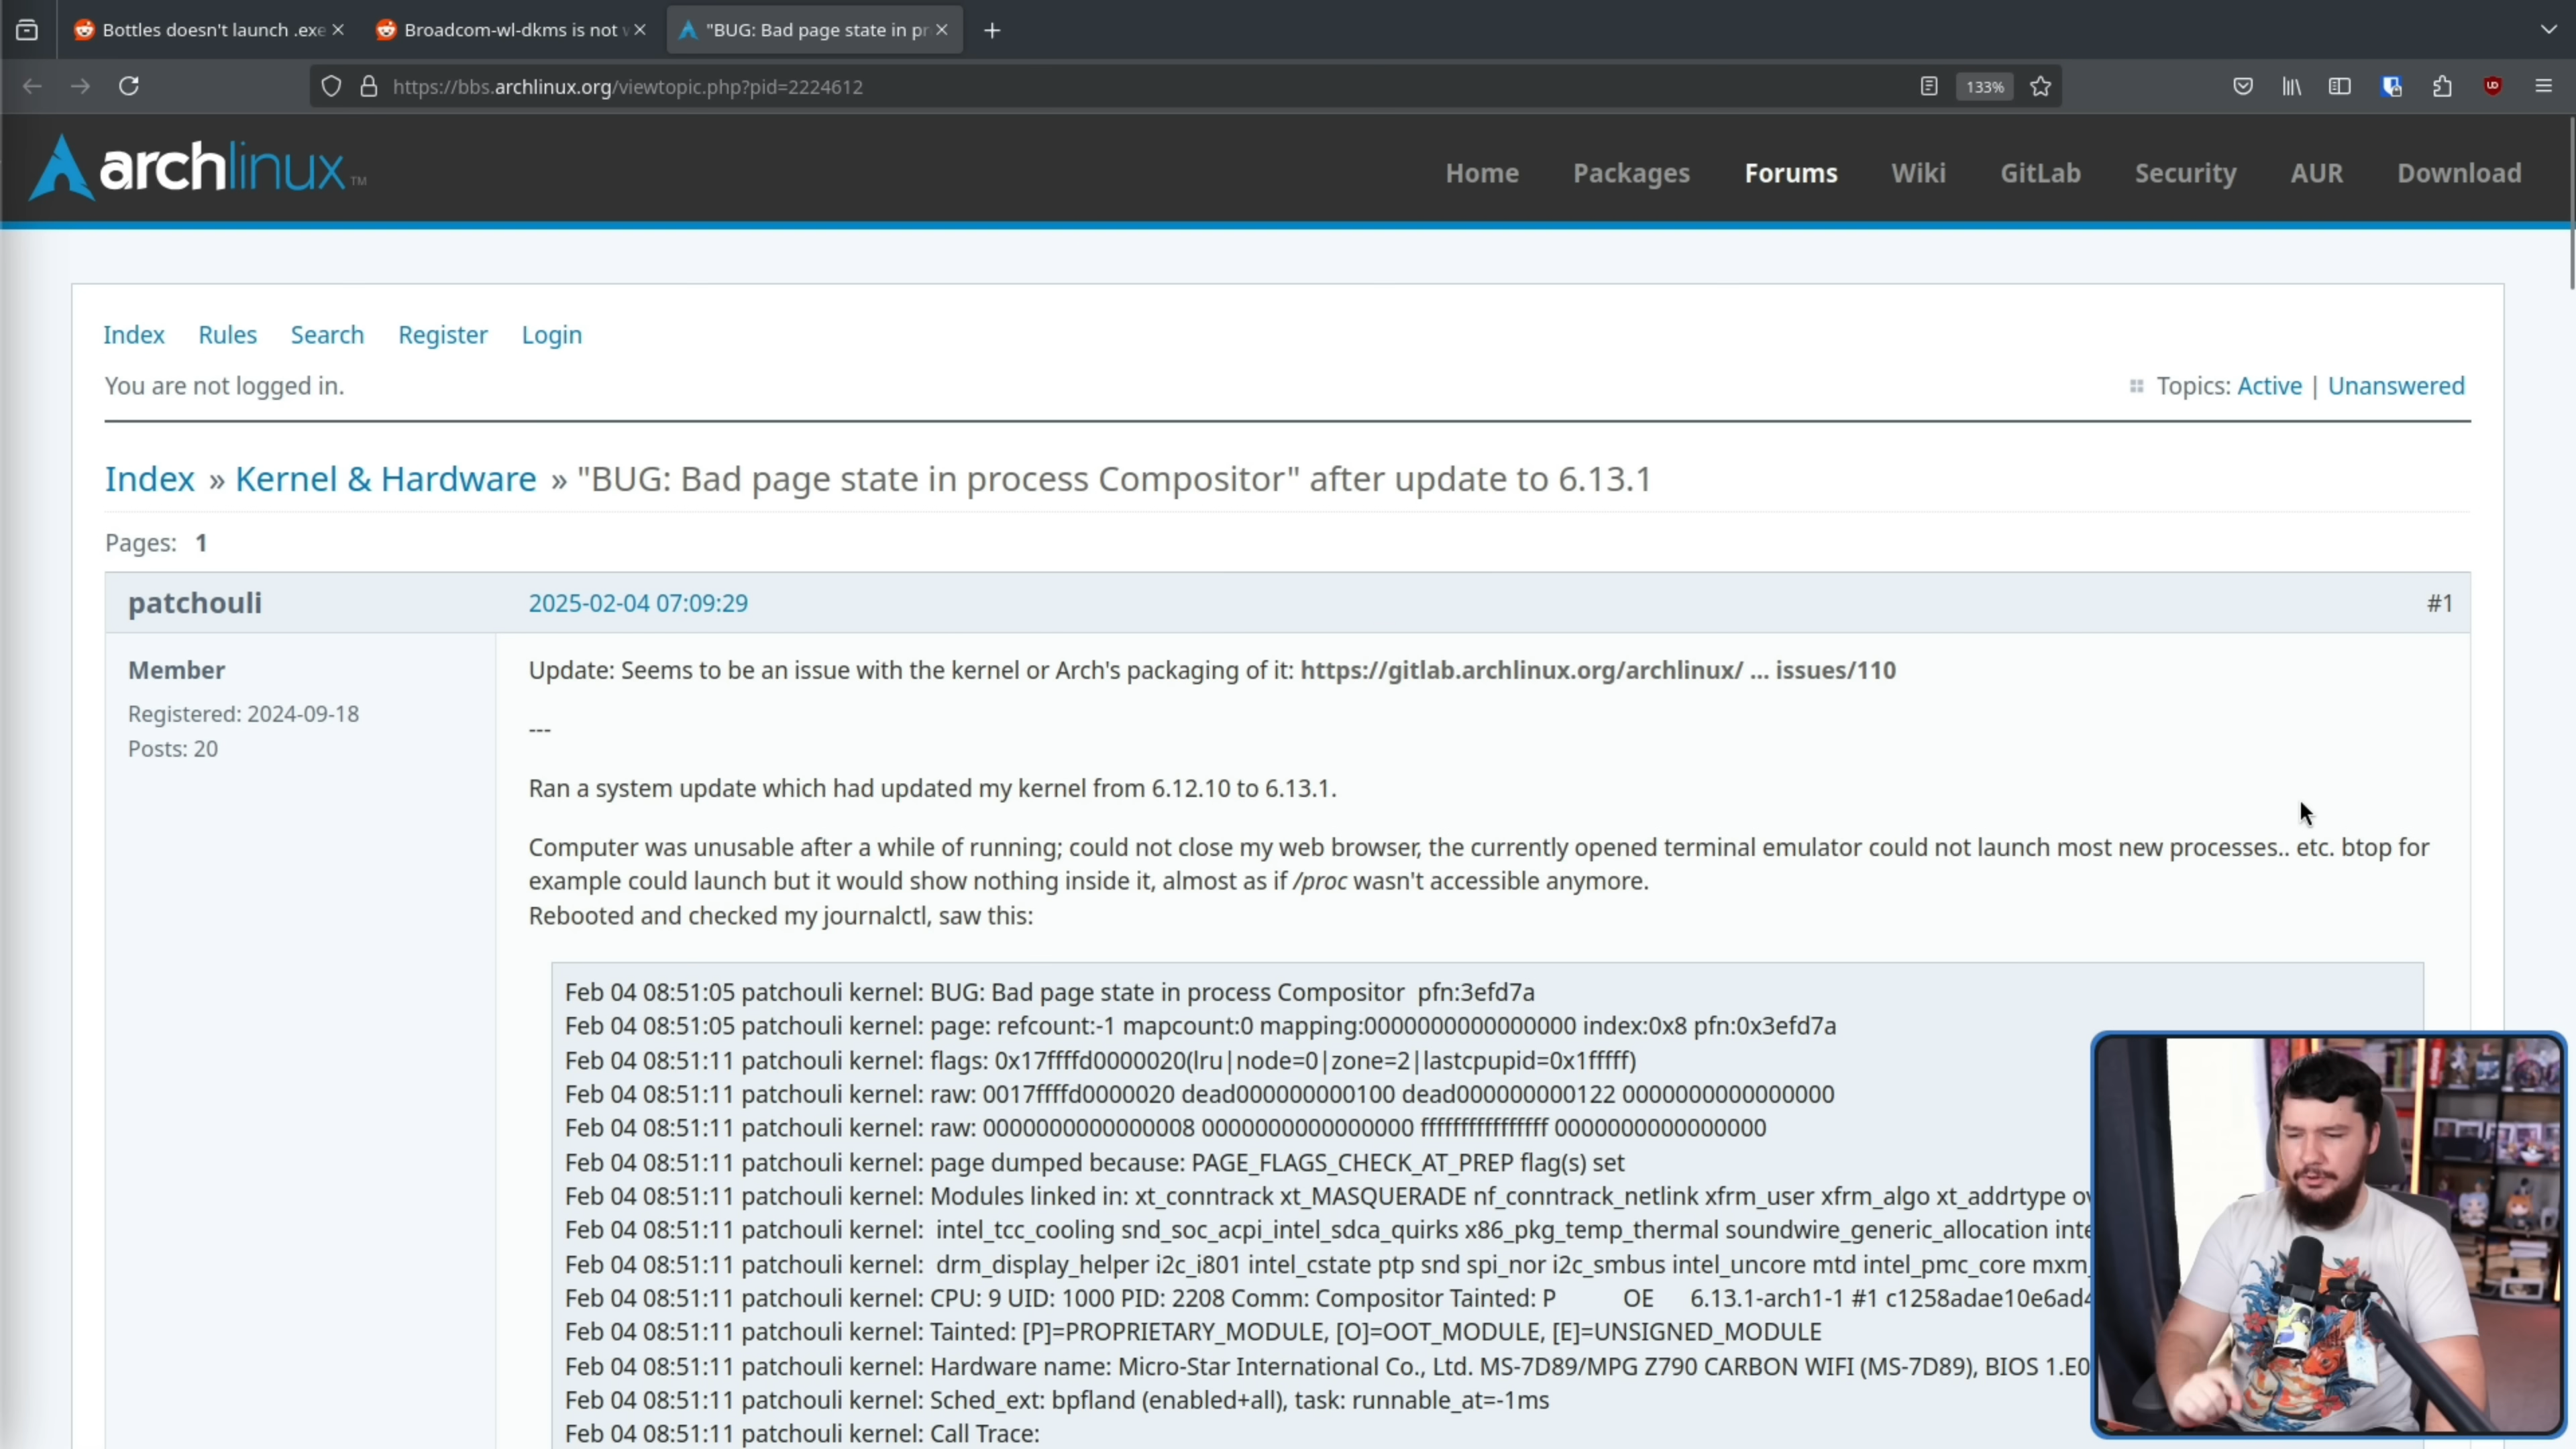 Bottles doesn't launch .exe
Broadcom-wl-dkms is not
"BUG: Bad page state in pr
https://bbs.archlinux.org/viewtopic.php?pid=2224612
133%
archlinux™
Home Packages Forums Wiki GitLab Security AUR Download
Index Rules Search Register Login
You are not logged in.
Topics: Active | Unanswered
Index » Kernel & Hardware » "BUG: Bad page state in process Compositor" after update to 6.13.1
Pages: 1
patchouli 2025-02-04 07:09:29 #1
Member
Registered: 2024-09-18
Posts: 20
Update: Seems to be an issue with the kernel or Arch's packaging of it: https://gitlab.archlinux.org/archlinux/ ... issues/110
---
Ran a system update which had updated my kernel from 6.12.10 to 6.13.1.
Computer was unusable after a while of running; could not close my web browser, the currently opened terminal emulator could not launch most new processes.. etc. btop for
example could launch but it would show nothing inside it, almost as if /proc wasn't accessible anymore.
Rebooted and checked my journalctl, saw this:
Feb 04 08:51:05 patchouli kernel: BUG: Bad page state in process Compositor  pfn:3efd7a
Feb 04 08:51:05 patchouli kernel: page: refcount:-1 mapcount:0 mapping:0000000000000000 index:0x8 pfn:0x3efd7a
Feb 04 08:51:11 patchouli kernel: flags: 0x17ffffd0000020(lru|node=0|zone=2|lastcpupid=0x1fffff)
Feb 04 08:51:11 patchouli kernel: raw: 0017ffffd0000020 dead000000000100 dead000000000122 0000000000000000
Feb 04 08:51:11 patchouli kernel: raw: 0000000000000008 0000000000000000 ffffffffffffffff 0000000000000000
Feb 04 08:51:11 patchouli kernel: page dumped because: PAGE_FLAGS_CHECK_AT_PREP flag(s) set
Feb 04 08:51:11 patchouli kernel: Modules linked in: xt_conntrack xt_MASQUERADE nf_conntrack_netlink xfrm_user xfrm_algo xt_addrtype ov
Feb 04 08:51:11 patchouli kernel:  intel_tcc_cooling snd_soc_acpi_intel_sdca_quirks x86_pkg_temp_thermal soundwire_generic_allocation inte
Feb 04 08:51:11 patchouli kernel:  drm_display_helper i2c_i801 intel_cstate ptp snd spi_nor i2c_smbus intel_uncore mtd intel_pmc_core mxm_
Feb 04 08:51:11 patchouli kernel: CPU: 9 UID: 1000 PID: 2208 Comm: Compositor Tainted: P OE 6.13.1-arch1-1 #1 c1258adae10e6ad4
Feb 04 08:51:11 patchouli kernel: Tainted: [P]=PROPRIETARY_MODULE, [O]=OOT_MODULE, [E]=UNSIGNED_MODULE
Feb 04 08:51:11 patchouli kernel: Hardware name: Micro-Star International Co., Ltd. MS-7D89/MPG Z790 CARBON WIFI (MS-7D89), BIOS 1.E0
Feb 04 08:51:11 patchouli kernel: Sched_ext: bpfland (enabled+all), task: runnable_at=-1ms
Feb 04 08:51:11 patchouli kernel: Call Trace: